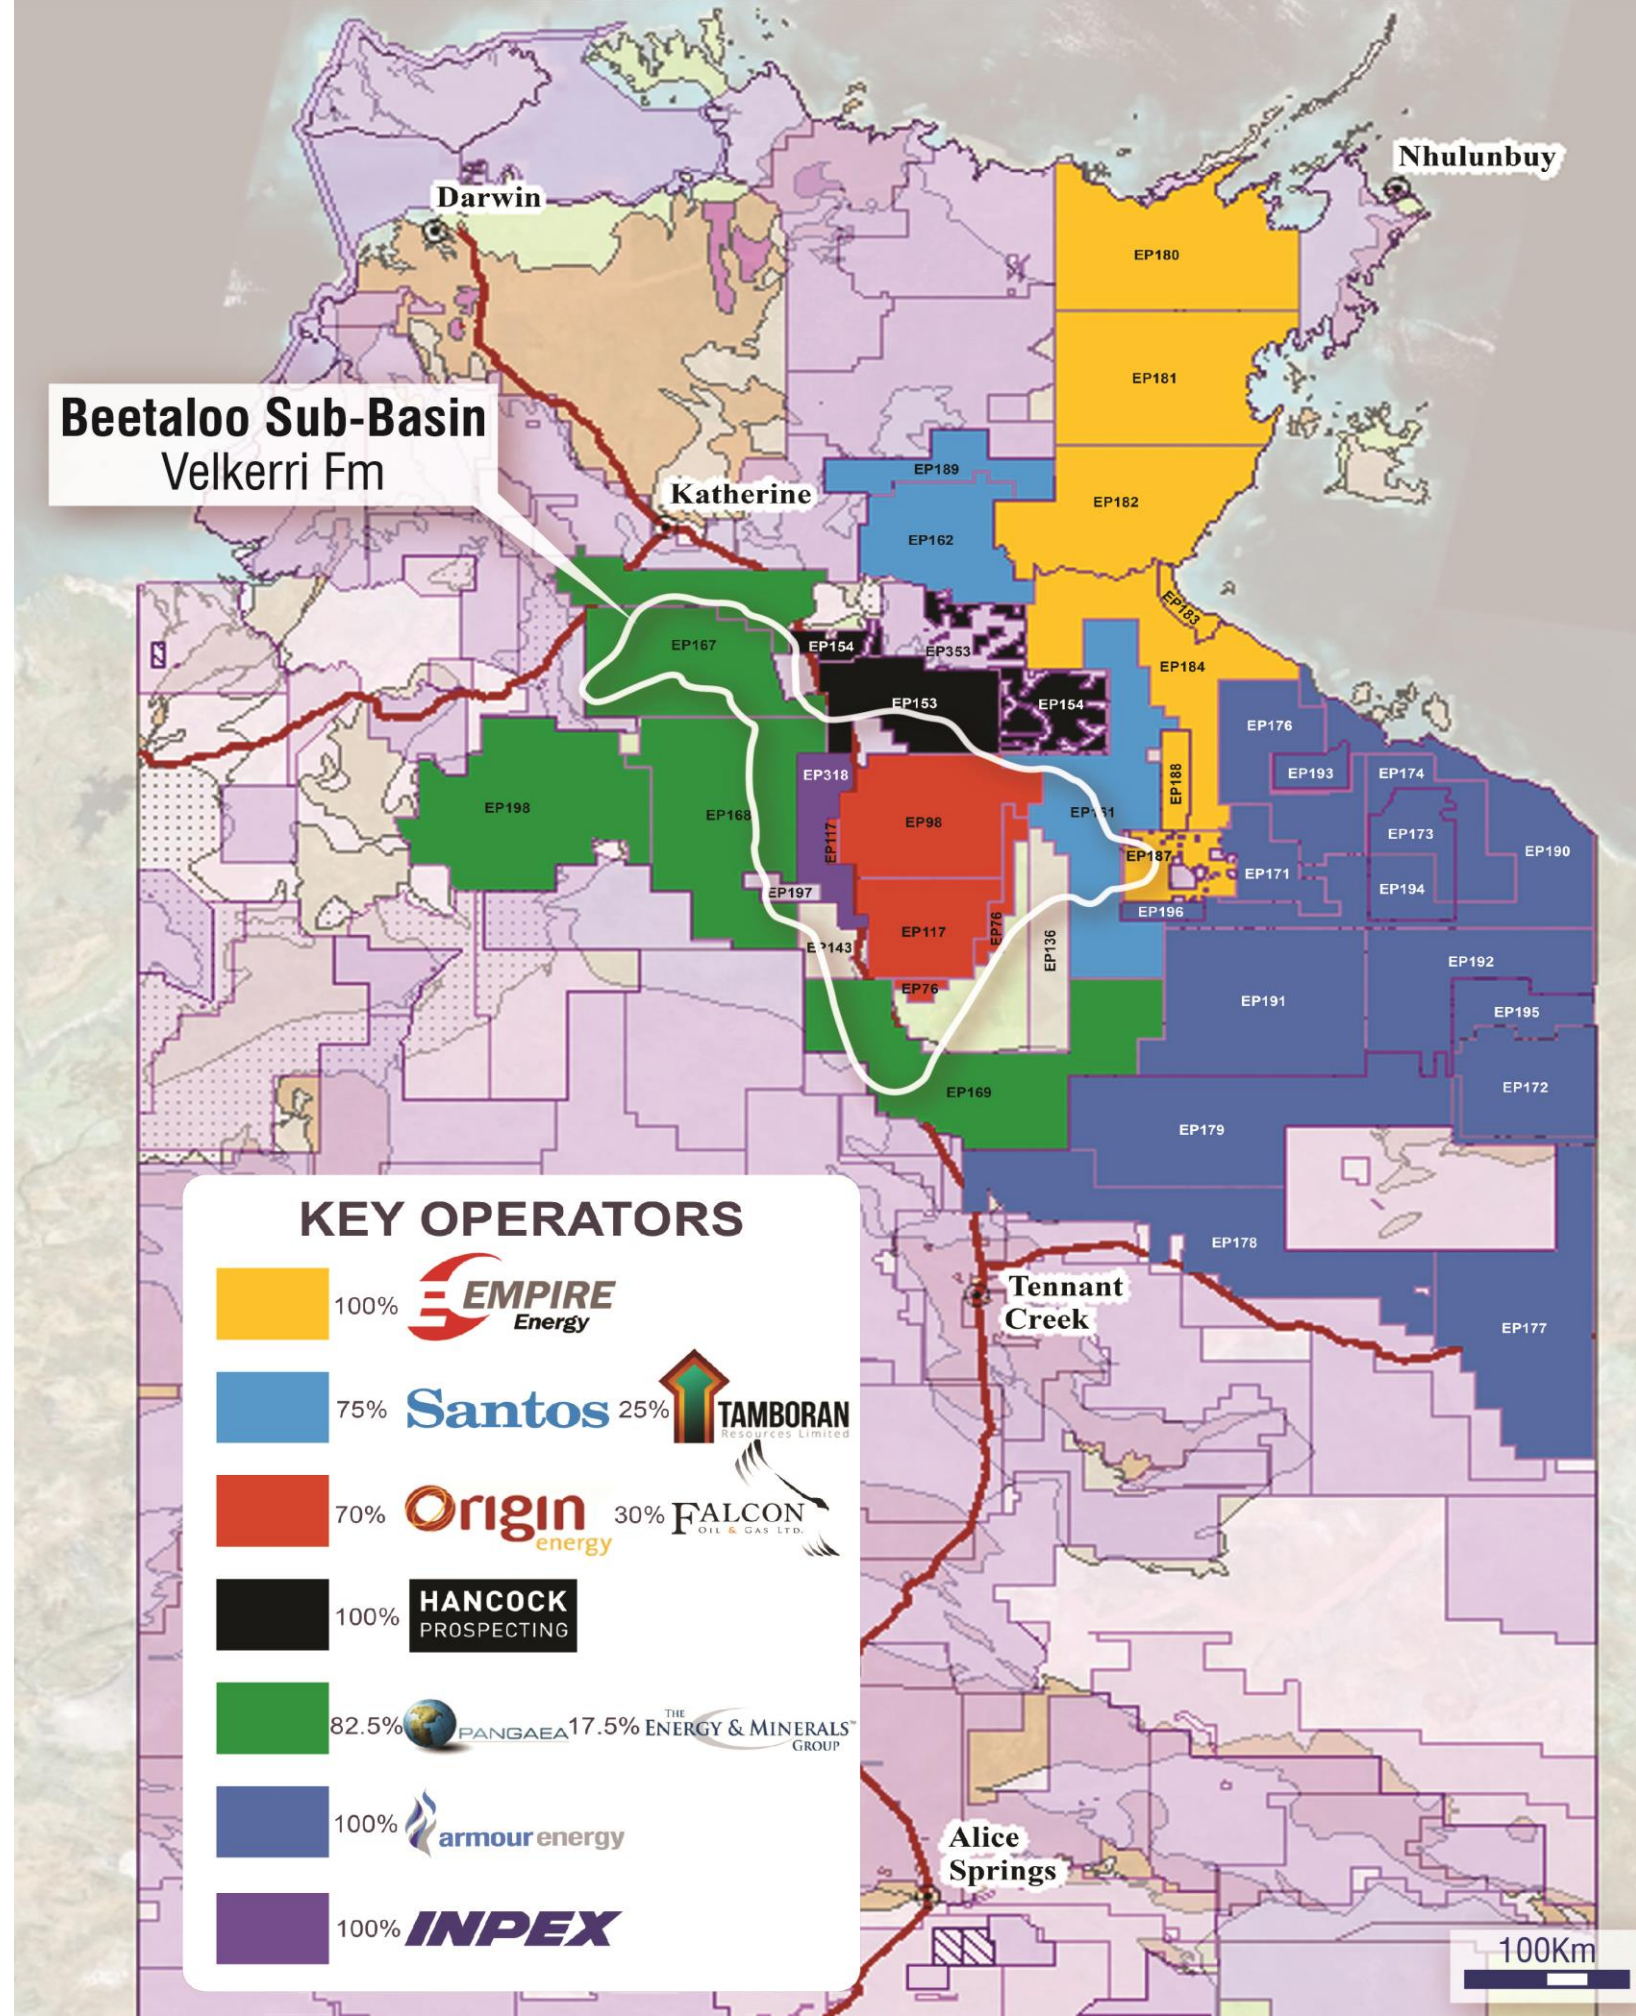 Nhulunbuy
Darwin
EP180
EP181
Beetaloo Sub-Basin
Velkerri Fm
EP189
Katherine
EP182
EP162
EP183
EP167
EP154
EP353
EP184
EP153
EP154
EP176
EP318
EP193
EP174
EP188
EP198
EP168
EP98
EP161
EP117
EP173
EP190
EP187
EP171
EP194
EP197
EP196
EP117
EP76
EP143
EP136
EP192
EP76
EP191
EP195
EP169
EP172
EP179
EP178
EP177
Tennant
Creek
KEY OPERATORS
100% EMPIRE
Energy
75% Santos 25% TAMBORAN
Resources Limited
70% Origin 30% FALCON
energy
OIL & GAS LTD.
100% HANCOCK
PROSPECTING
82.5% PANGAEA 17.5% THE
ENERGY & MINERALS
GROUP
100% armour energy
100% INPEX
Alice
Springs
100Km